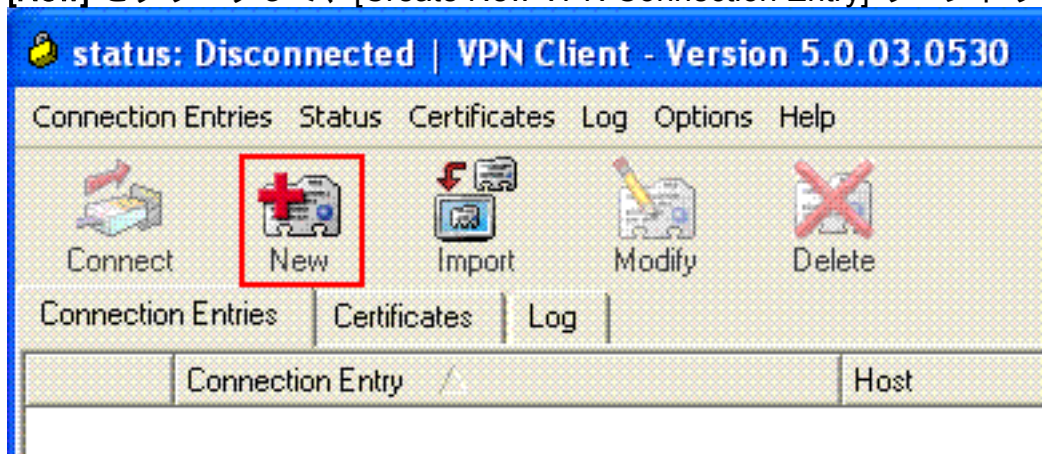 status: Disconnected | VPN Client - Version 5.0.03.0530
Connection Entries Status Certificates Log Options Help
Connect New Import Modify Delete
Connection Entries Certificates Log
Connection Entry Host